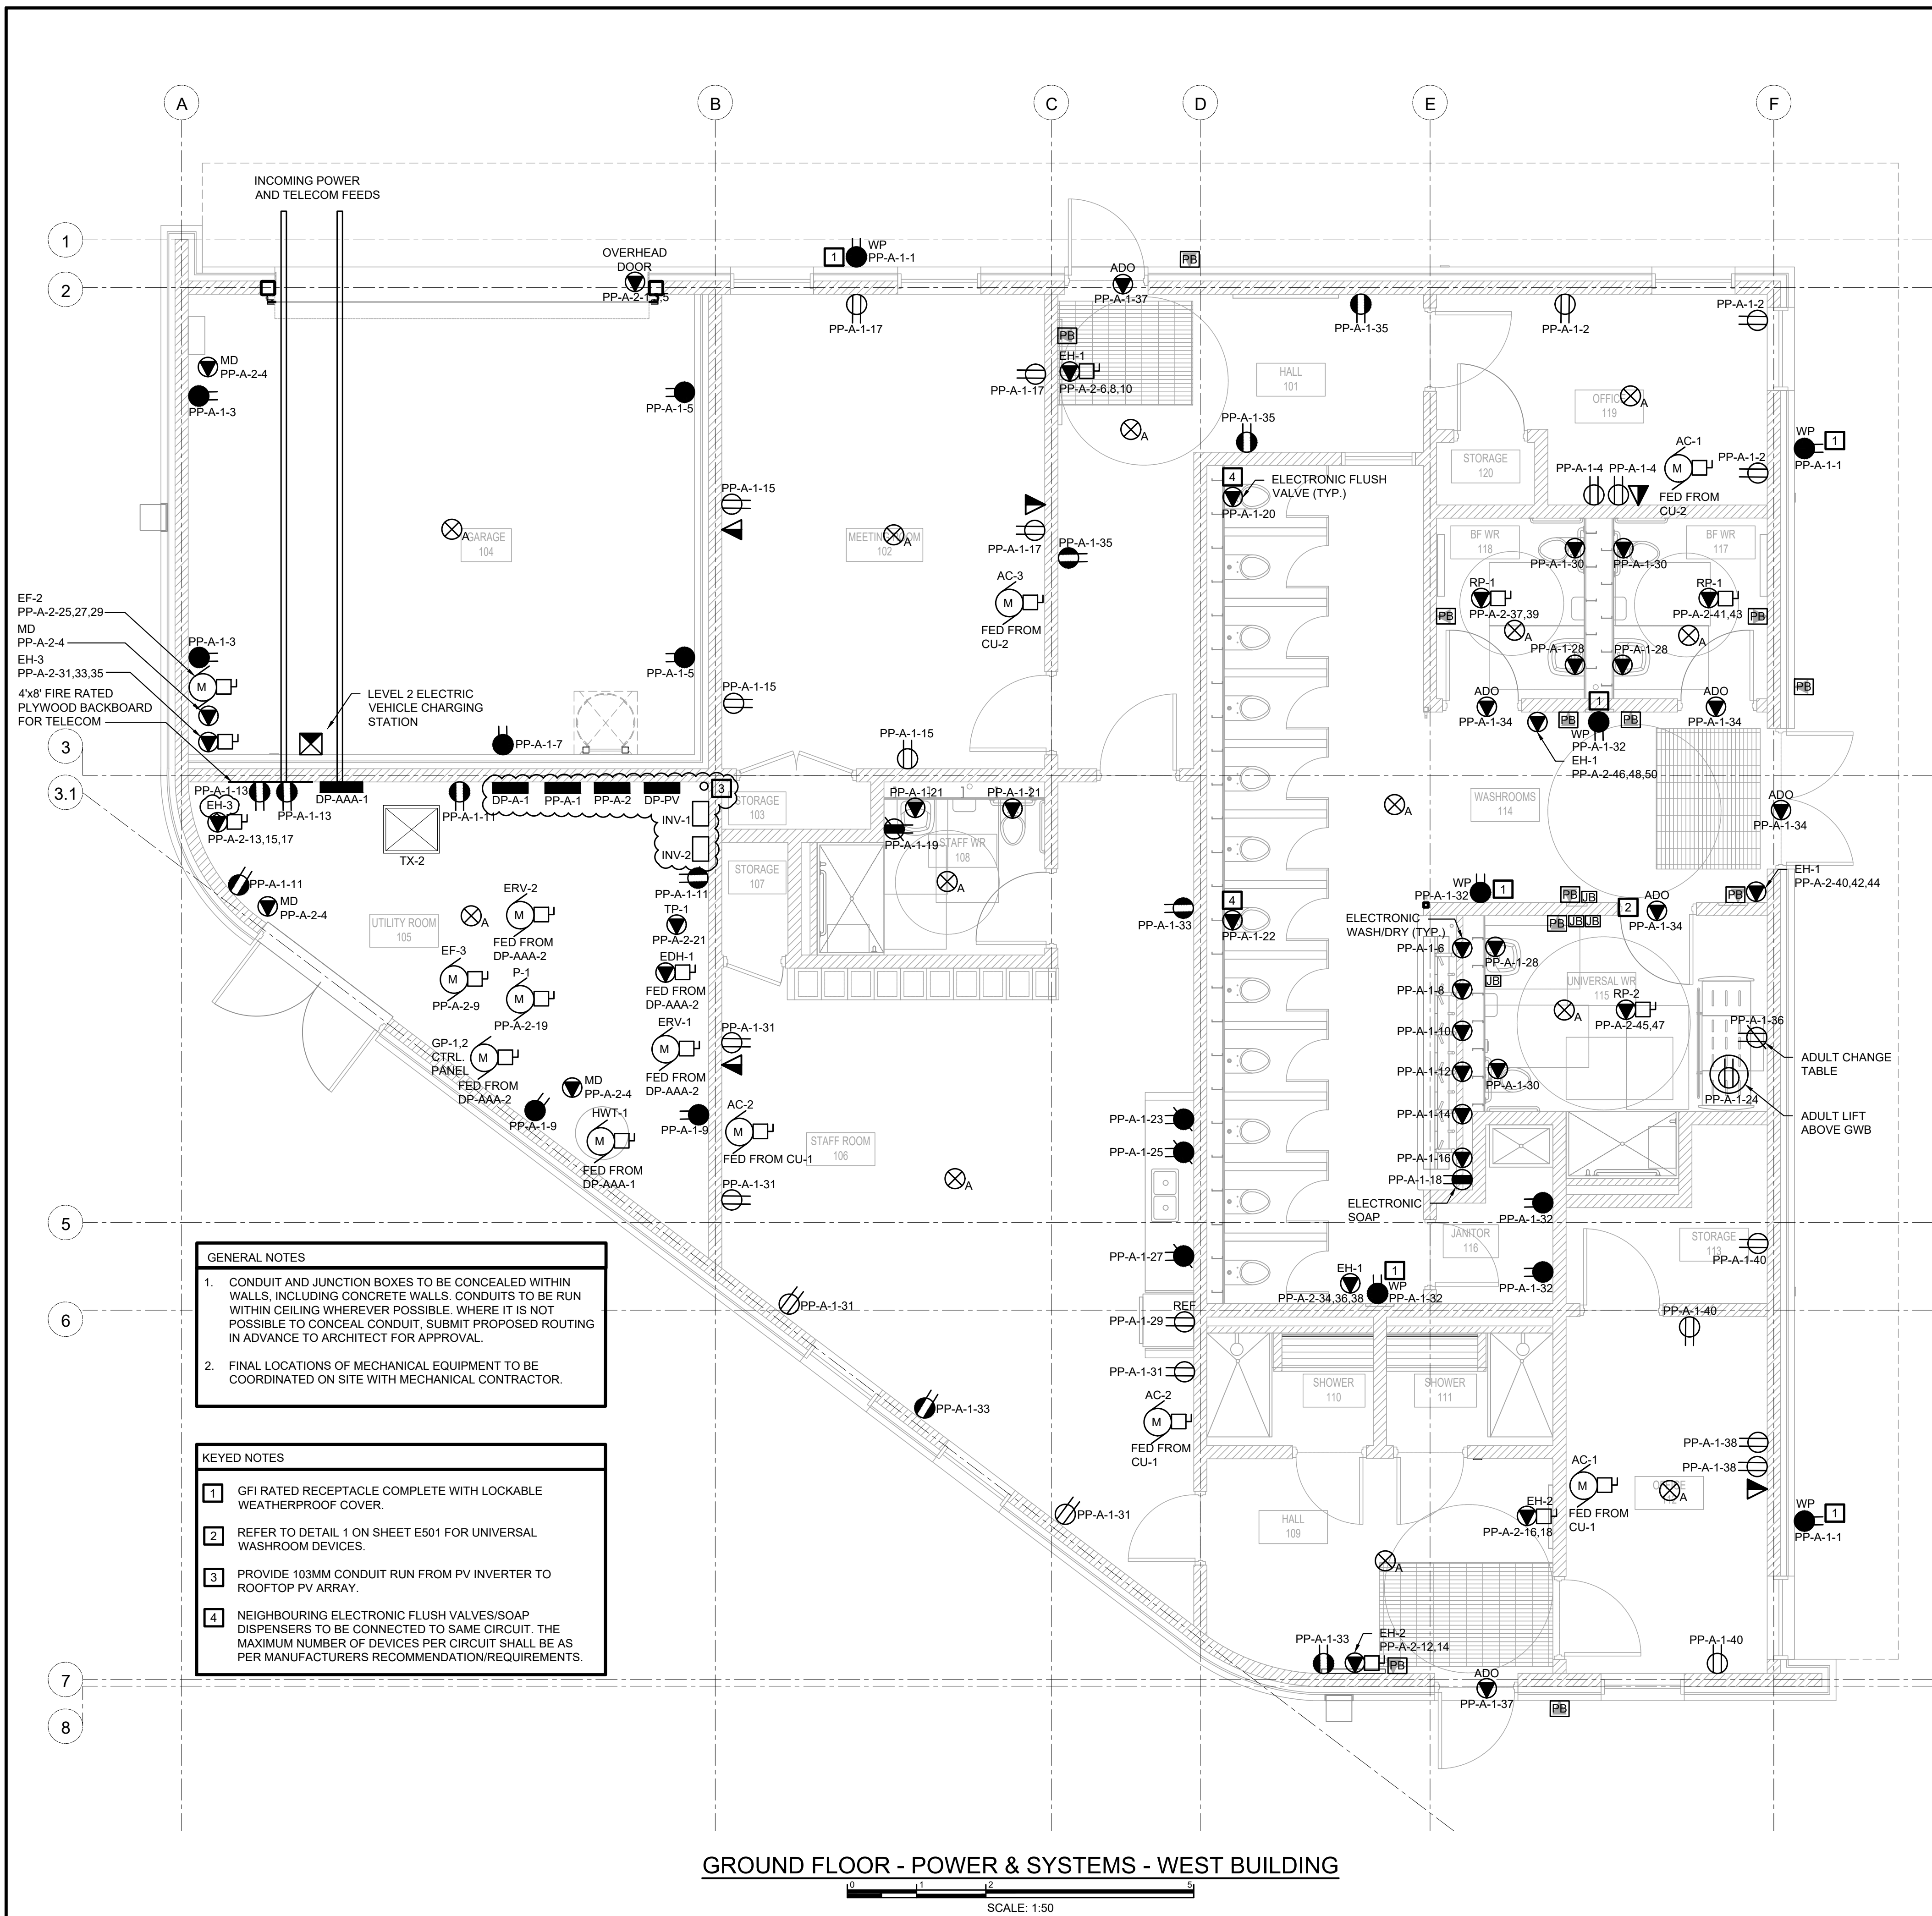 A
B
C
D
E
F
INCOMING POWER
AND TELECOM FEEDS
1
2
3
3.1
5
6
7
8
OVERHEAD
DOOR
1
WP
PP-A-1-1
PP-A-1-17
ADO
PP-A-1-37
PB
PP-A-1-35
PP-A-1-2
PP-A-1-2
MD
PP-A-2-4
PP-A-1-3
PP-A-1-5
PP-A-1-17
PB
EH-1
PP-A-2-6,8,10
HALL
101
A
PP-A-1-35
OFFICE
119
A
STORAGE
120
AC-1
M
FED FROM
CU-2
PP-A-1-2
WP
1
PP-A-1-1
PP-A-1-4
PP-A-1-4
4
ELECTRONIC FLUSH
VALVE (TYP.)
PP-A-1-20
PP-A-1-15
A
GARAGE
104
A
102
PP-A-1-17
PP-A-1-35
AC-3
M
FED FROM
CU-2
BF WR
118
BF WR
117
PP-A-1-30
PP-A-1-30
RP-1
PP-A-2-37,39
RP-1
PP-A-2-41,43
PB
PB
A
A
PP-A-1-28
PP-A-1-28
EF-2
PP-A-2-25,27,29
MD
PP-A-2-4
EH-3
PP-A-2-31,33,35
4'x8' FIRE RATED
PLYWOOD BACKBOARD
FOR TELECOM
PP-A-1-3
M
LEVEL 2 ELECTRIC
VEHICLE CHARGING
STATION
PP-A-1-5
PP-A-1-7
PP-A-1-15
PP-A-1-15
ADO
PP-A-1-34
PB
1
PB
WP
PP-A-1-32
EH-1
PP-A-2-46,48,50
ADO
PP-A-1-34
PB
PP-A-1-13
EH-3
PP-A-1-13
PP-A-2-13,15,17
DP-AAA-1
PP-A-1-11
DP-A-1
PP-A-1
PP-A-2
DP-PV
3
INV-1
INV-2
TX-2
STORAGE
103
PP-A-1-21
PP-A-1-21
PP-A-1-19
STAFF WR
108
A
STORAGE
107
A
WASHROOMS
114
ADO
PP-A-1-34
PP-A-1-11
MD
PP-A-2-4
UTILITY ROOM
105
A
ERV-2
M
FED FROM
DP-AAA-2
PP-A-1-11
TP-1
PP-A-2-21
EF-3
M
PP-A-2-9
P-1
M
PP-A-2-19
EDH-1
FED FROM
DP-AAA-2
GP-1,2
CTRL.
PANEL
M
FED FROM
DP-AAA-2
ERV-1
M
FED FROM
DP-AAA-2
MD
PP-A-2-4
PP-A-1-9
HWT-1
M
FED FROM
DP-AAA-1
PP-A-1-9
PP-A-1-31
AC-2
M
FED FROM CU-1
STAFF ROOM
106
A
PP-A-1-31
PP-A-1-33
4
PP-A-1-22
WP
PP-A-1-32
1
PB
JB
2
ADO
PP-A-1-34
PB
EH-1
PP-A-2-40,42,44
PB
JB
JB
ELECTRONIC
WASH/DRY (TYP.)
PP-A-1-6
PP-A-1-28
PP-A-1-8
JB
UNIVERSAL WR
115
A
RP-2
PP-A-2-45,47
PP-A-1-10
PP-A-1-36
ADULT CHANGE
TABLE
PP-A-1-12
PP-A-1-30
PP-A-1-24
ADULT LIFT
ABOVE GWB
PP-A-1-14
PP-A-1-16
PP-A-1-18
ELECTRONIC
SOAP
PP-A-1-23
PP-A-1-25
PP-A-1-27
PP-A-1-32
JANITOR
116
PP-A-1-32
STORAGE
113
PP-A-1-40
EH-1
PP-A-2-34,36,38
1
WP
PP-A-1-32
PP-A-1-40
REF
PP-A-1-29
PP-A-1-31
AC-2
M
FED FROM
CU-1
SHOWER
110
SHOWER
111
PP-A-1-31
PP-A-1-33
PP-A-1-31
PP-A-1-38
PP-A-1-38
AC-1
M
FED FROM
CU-1
A
WP
1
PP-A-1-1
HALL
109
EH-2
PP-A-2-16,18
A
PP-A-1-33
EH-2
PP-A-2-12,14
PB
ADO
PP-A-1-37
PB
PP-A-1-40
GENERAL NOTES
1. CONDUIT AND JUNCTION BOXES TO BE CONCEALED WITHIN
WALLS, INCLUDING CONCRETE WALLS. CONDUITS TO BE RUN
WITHIN CEILING WHEREVER POSSIBLE. WHERE IT IS NOT
POSSIBLE TO CONCEAL CONDUIT, SUBMIT PROPOSED ROUTING
IN ADVANCE TO ARCHITECT FOR APPROVAL.
2. FINAL LOCATIONS OF MECHANICAL EQUIPMENT TO BE
COORDINATED ON SITE WITH MECHANICAL CONTRACTOR.
KEYED NOTES
1 GFI RATED RECEPTACLE COMPLETE WITH LOCKABLE
WEATHERPROOF COVER.
2 REFER TO DETAIL 1 ON SHEET E501 FOR UNIVERSAL
WASHROOM DEVICES.
3 PROVIDE 103MM CONDUIT RUN FROM PV INVERTER TO
ROOFTOP PV ARRAY.
4 NEIGHBOURING ELECTRONIC FLUSH VALVES/SOAP
DISPENSERS TO BE CONNECTED TO SAME CIRCUIT. THE
MAXIMUM NUMBER OF DEVICES PER CIRCUIT SHALL BE AS
PER MANUFACTURERS RECOMMENDATION/REQUIREMENTS.
GROUND FLOOR - POWER & SYSTEMS - WEST BUILDING
0 1 2 5
SCALE: 1:50